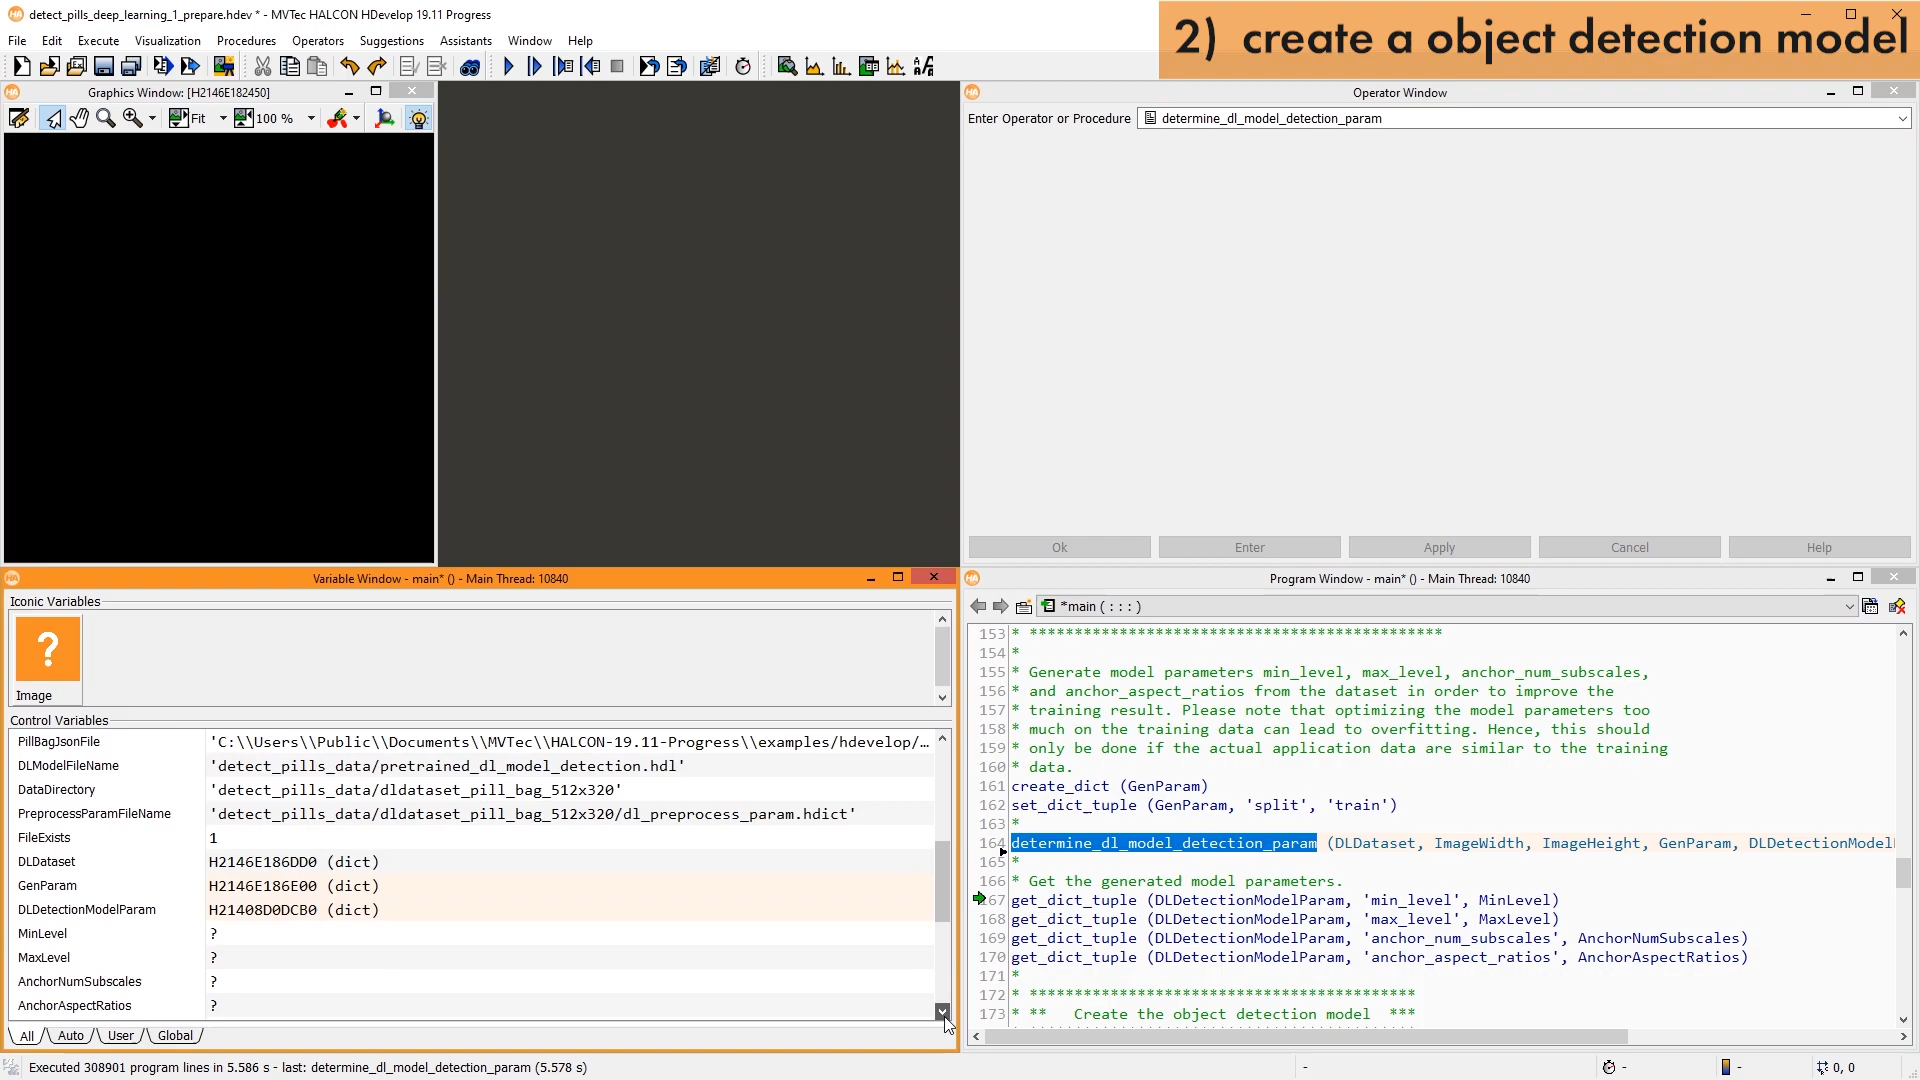 detect_pills_deep_learning_1_prepare.hdev * - MVTec HALCON HDevelop 19.11 Progress
2) create a object detection model
File Edit Execute Visualization Procedures Operators Suggestions Assistants Window Help
Graphics Window: [H2146E182450]
Fit 100 %
Operator Window
Enter Operator or Procedure determine_dl_model_detection_param
Ok Enter Apply Cancel Help
Variable Window - main* () - Main Thread: 10840
Iconic Variables
?
Image
Control Variables
PillBagJsonFile 'C:\\Users\\Public\\Documents\\MVTec\\HALCON-19.11-Progress\\examples/hdevelop/...
DLModelFileName 'detect_pills_data/pretrained_dl_model_detection.hdl'
DataDirectory 'detect_pills_data/dldataset_pill_bag_512x320'
PreprocessParamFileName 'detect_pills_data/dldataset_pill_bag_512x320/dl_preprocess_param.hdict'
FileExists 1
DLDataset H2146E186DD0 (dict)
GenParam H2146E186E00 (dict)
DLDetectionModelParam H21408D0DCB0 (dict)
MinLevel ?
MaxLevel ?
AnchorNumSubscales ?
AnchorAspectRatios ?
All Auto User Global
Program Window - main* () - Main Thread: 10840
*main ( : : : )
153 * **********************************************
154 *
155 * Generate model parameters min_level, max_level, anchor_num_subscales,
156 * and anchor_aspect_ratios from the dataset in order to improve the
157 * training result. Please note that optimizing the model parameters too
158 * much on the training data can lead to overfitting. Hence, this should
159 * only be done if the actual application data are similar to the training
160 * data.
161 create_dict (GenParam)
162 set_dict_tuple (GenParam, 'split', 'train')
163 *
164 determine_dl_model_detection_param (DLDataset, ImageWidth, ImageHeight, GenParam, DLDetectionModel
165 *
166 * Get the generated model parameters.
167 get_dict_tuple (DLDetectionModelParam, 'min_level', MinLevel)
168 get_dict_tuple (DLDetectionModelParam, 'max_level', MaxLevel)
169 get_dict_tuple (DLDetectionModelParam, 'anchor_num_subscales', AnchorNumSubscales)
170 get_dict_tuple (DLDetectionModelParam, 'anchor_aspect_ratios', AnchorAspectRatios)
171 *
172 * *******************************************
173 * ** Create the object detection model ***
Executed 308901 program lines in 5.586 s - last: determine_dl_model_detection_param (5.578 s)
- - - 0, 0